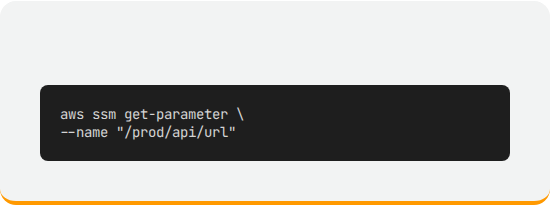 aws ssm get-parameter \
--name "/prod/api/url"